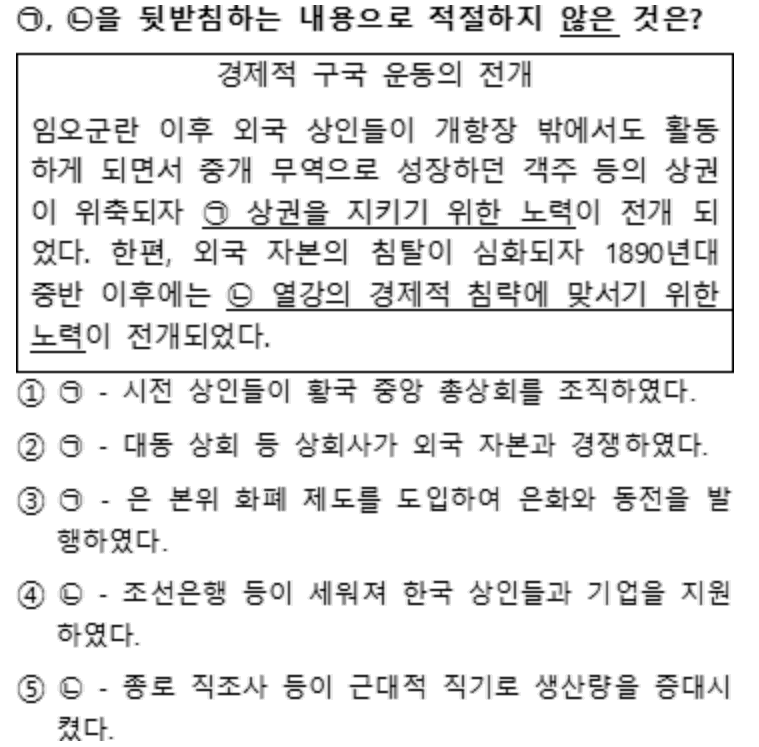 ㉠, ㉡을 뒷받침하는 내용으로 적절하지 않은 것은?
경제적 구국 운동의 전개
임오군란 이후 외국 상인들이 개항장 밖에서도 활동
하게 되면서 중개 무역으로 성장하던 객주 등의 상권
이 위축되자 ㉠ 상권을 지키기 위한 노력이 전개 되
었다. 한편, 외국 자본의 침탈이 심화되자 1890년대
중반 이후에는 ㉡ 열강의 경제적 침략에 맞서기 위한
노력이 전개되었다.
① ㉠ - 시전 상인들이 황국 중앙 총상회를 조직하였다.
② ㉠ - 대동 상회 등 상회사가 외국 자본과 경쟁하였다.
③ ㉠ - 은 본위 화폐 제도를 도입하여 은화와 동전을 발
행하였다.
④ ㉡ - 조선은행 등이 세워져 한국 상인들과 기업을 지원
하였다.
⑤ ㉡ - 종로 직조사 등이 근대적 직기로 생산량을 증대시
켰다.